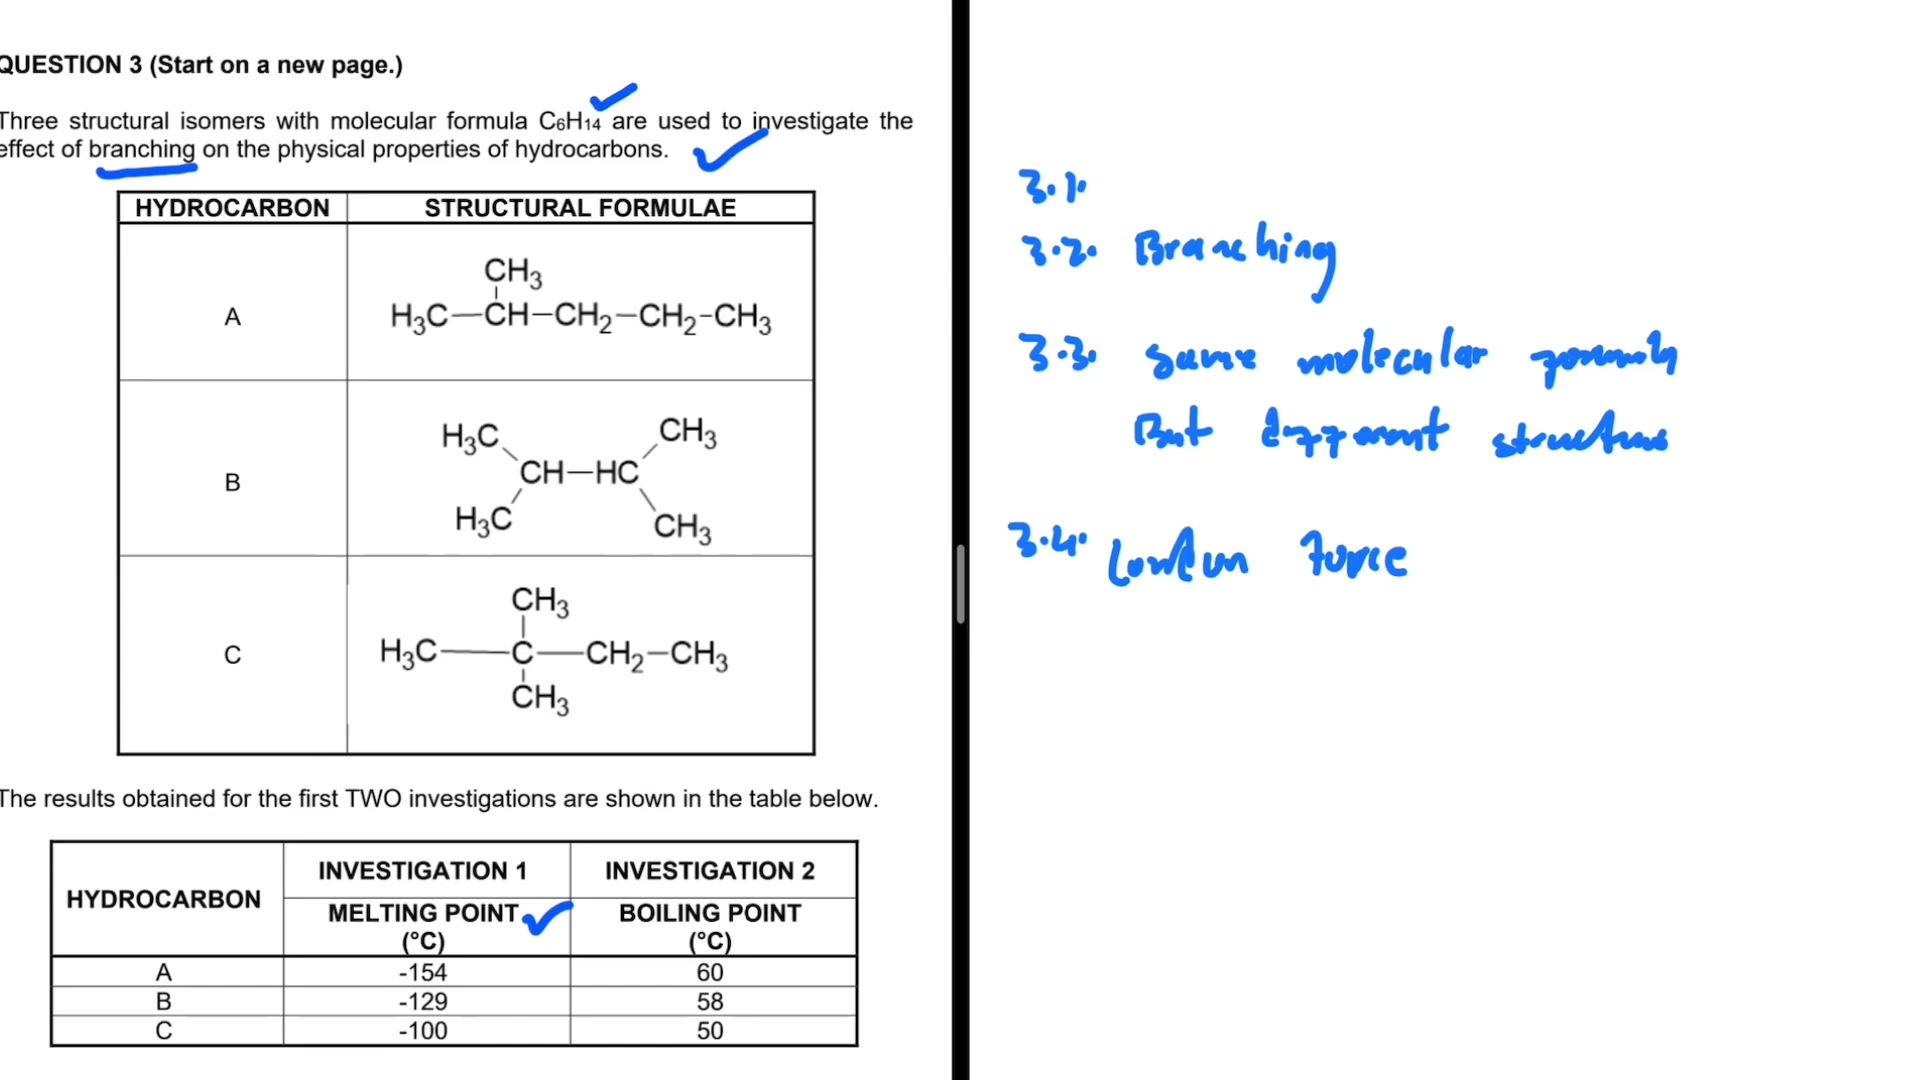 QUESTION 3 (Start on a new page.)
Three structural isomers with molecular formula C₆H₁₄ are used to investigate the
effect of branching on the physical properties of hydrocarbons.
HYDROCARBON STRUCTURAL FORMULAE
CH₃
A H₃C—CH—CH₂—CH₂-CH₃
H₃C CH₃
B CH—HC
H₃C CH₃
CH₃
C H₃C—C—CH₂—CH₃
CH₃
The results obtained for the first TWO investigations are shown in the table below.
HYDROCARBON INVESTIGATION 1 INVESTIGATION 2
MELTING POINT (°C) BOILING POINT (°C)
A -154 60
B -129 58
C -100 50
3.1.
3.2. Branching
3.3. Same molecular
But different structures
3.4. London Force